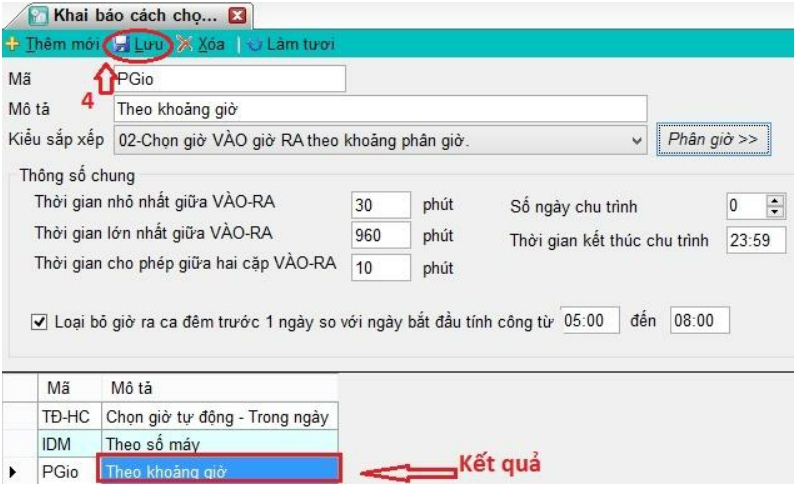 Khai báo cách chọ...
Thêm mới Lưu Xóa Làm tươi
Mã PGio
4
Mô tả Theo khoảng giờ
Kiểu sắp xếp 02-Chọn giờ VÀO giờ RA theo khoảng phân giờ. Phân giờ >>
Thông số chung
Thời gian nhỏ nhất giữa VÀO-RA 30 phút Số ngày chu trình 0
Thời gian lớn nhất giữa VÀO-RA 960 phút Thời gian kết thúc chu trình 23:59
Thời gian cho phép giữa hai cặp VÀO-RA 10 phút
Loại bỏ giờ ra ca đêm trước 1 ngày so với ngày bắt đầu tính công từ 05:00 đến 08:00
Mã Mô tả
TĐ-HC Chọn giờ tự động - Trong ngày
IDM Theo số máy
PGio Theo khoảng giờ Kết quả